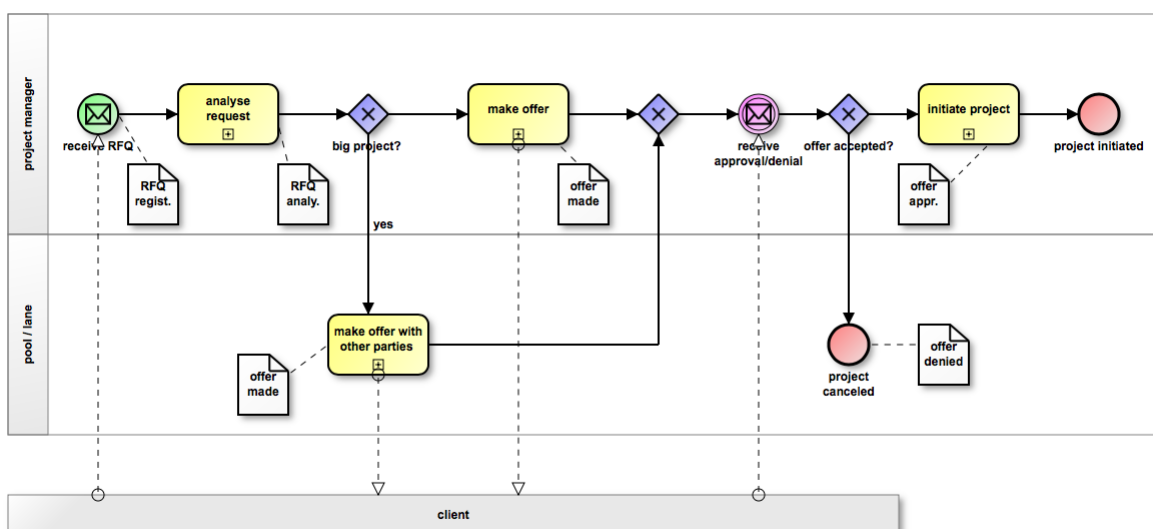 project manager
receive RFQ
analyse
request
big project?
make offer
receive
approval/denial
offer accepted?
initiate project
project initiated
RFQ
regist.
RFQ
analy.
offer
made
offer
appr.
yes
pool / lane
make offer with
other parties
offer
made
project
canceled
offer
denied
client